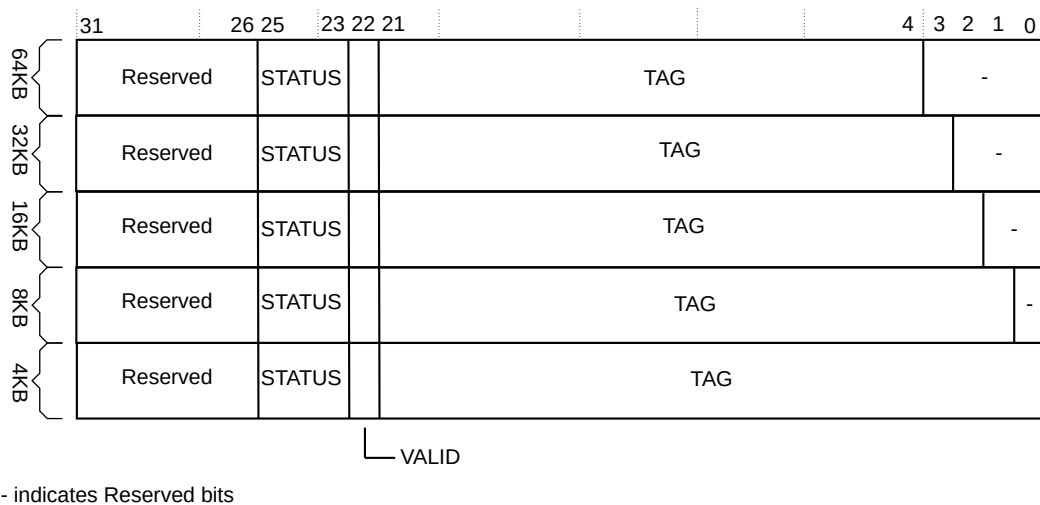 31 26 25 23 22 21 4 3 2 1 0
64KB Reserved STATUS TAG -
32KB Reserved STATUS TAG -
16KB Reserved STATUS TAG -
8KB Reserved STATUS TAG -
4KB Reserved STATUS TAG
VALID
- indicates Reserved bits